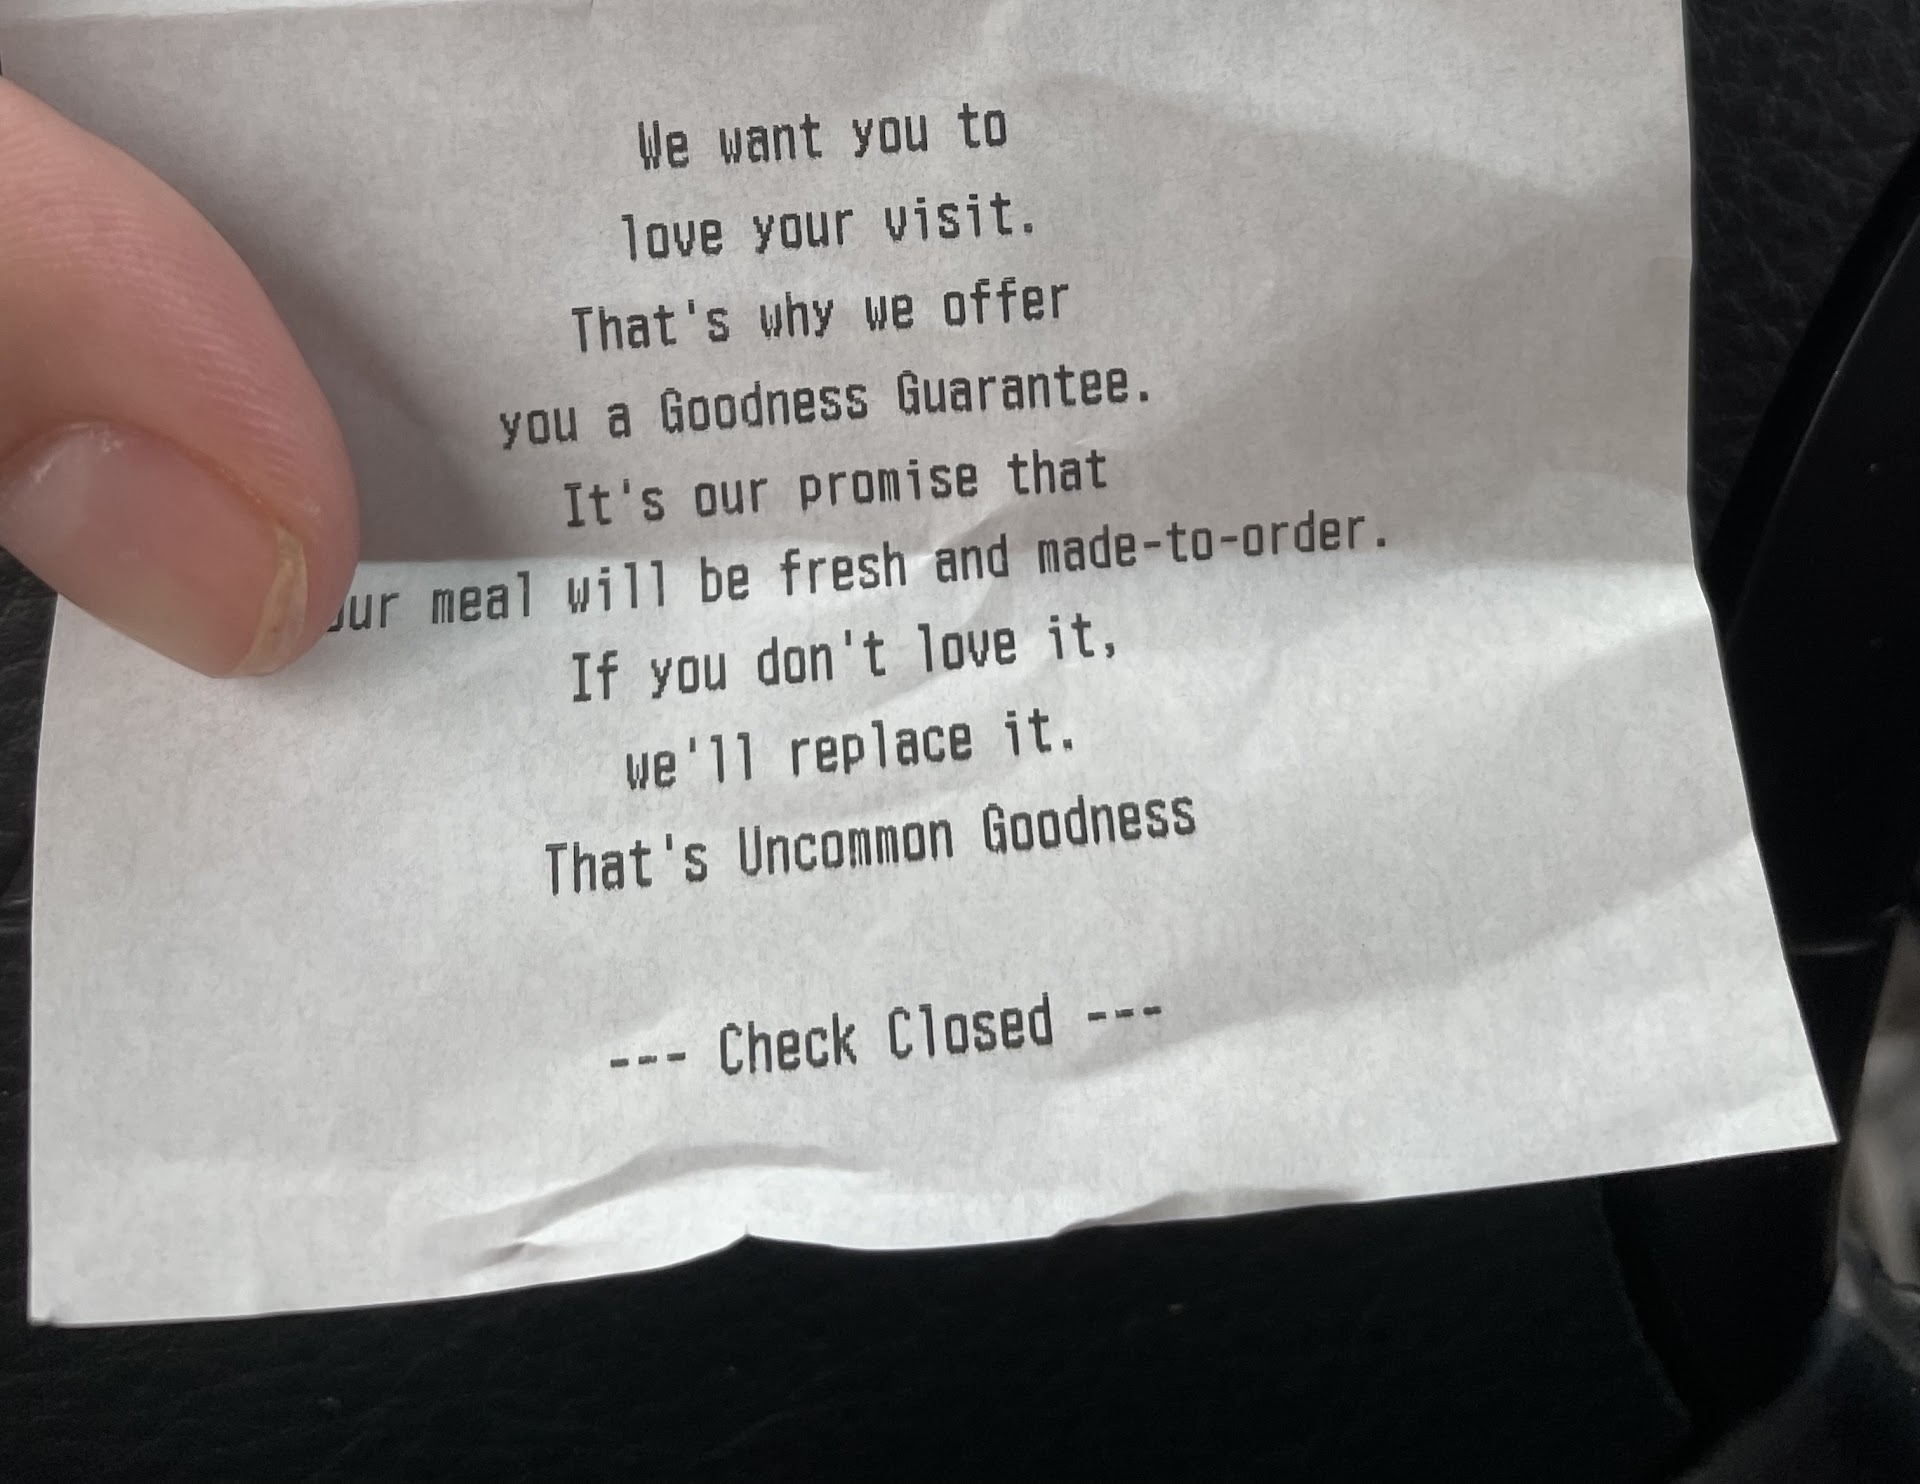 We want you to
love your visit.
That's why we offer
you a Goodness Guarantee.
It's our promise that
meal will be fresh and made-to-order.
If you don't love it,
we'll replace it.
That's Uncommon Goodness
--- Check Closed ---